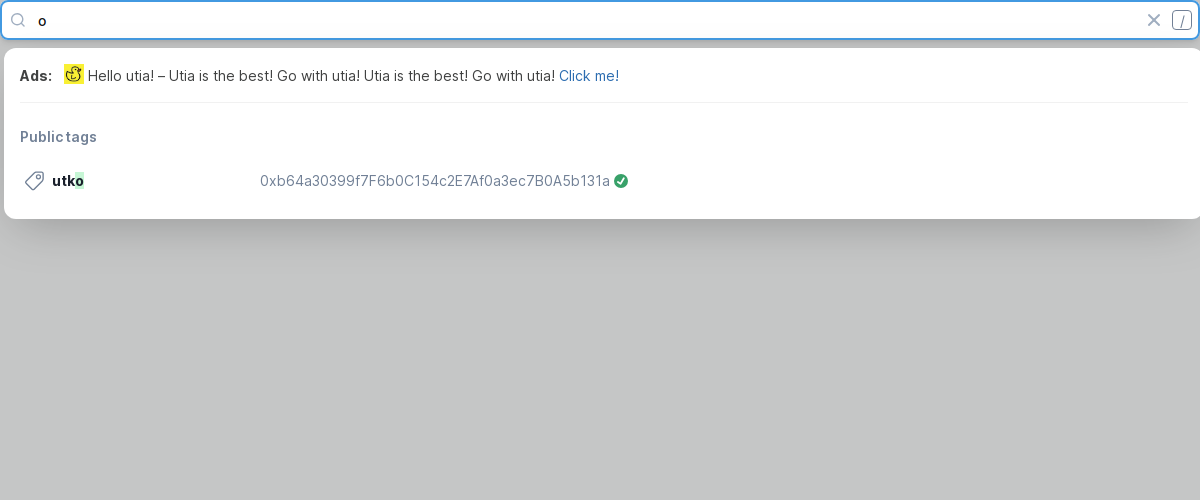 o /
Ads: Hello utia! – Utia is the best! Go with utia! Utia is the best! Go with utia! Click me!
Public tags
utko 0xb64a30399f7F6b0C154c2E7Af0a3ec7B0A5b131a